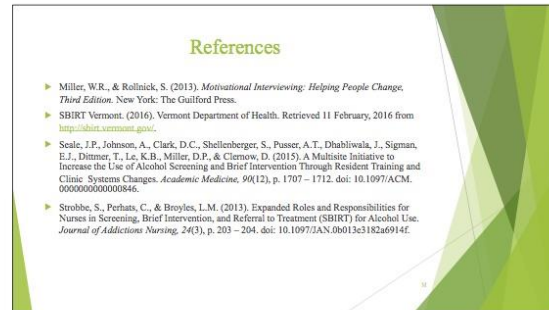 References
Miller, W.R., & Rollnick, S. (2013). Motivational Interviewing: Helping People Change,
Third Edition. New York: The Guilford Press.
SBIRT Vermont. (2016). Vermont Department of Health. Retrieved 11 February, 2016 from
http://sbirt.vermont.gov/.
Seale, J.P., Johnson, A., Clark, D.C., Shellenberger, S., Pusser, A.T., Dhabliwala, J., Sigman,
E.J., Dittmer, T., Le, K.B., Miller, D.P., & Clernow, D. (2015). A Multisite Initiative to
Increase the Use of Alcohol Screening and Brief Intervention Through Resident Training and
Clinic Systems Changes. Academic Medicine, 90(12), p. 1707 – 1712. doi: 10.1097/ACM.
0000000000000846.
Strobbe, S., Perhats, C., & Broyles, L.M. (2013). Expanded Roles and Responsibilities for
Nurses in Screening, Brief Intervention, and Referral to Treatment (SBIRT) for Alcohol Use.
Journal of Addictions Nursing, 24(3), p. 203 – 204. doi: 10.1097/JAN.0b013e3182a6914f.